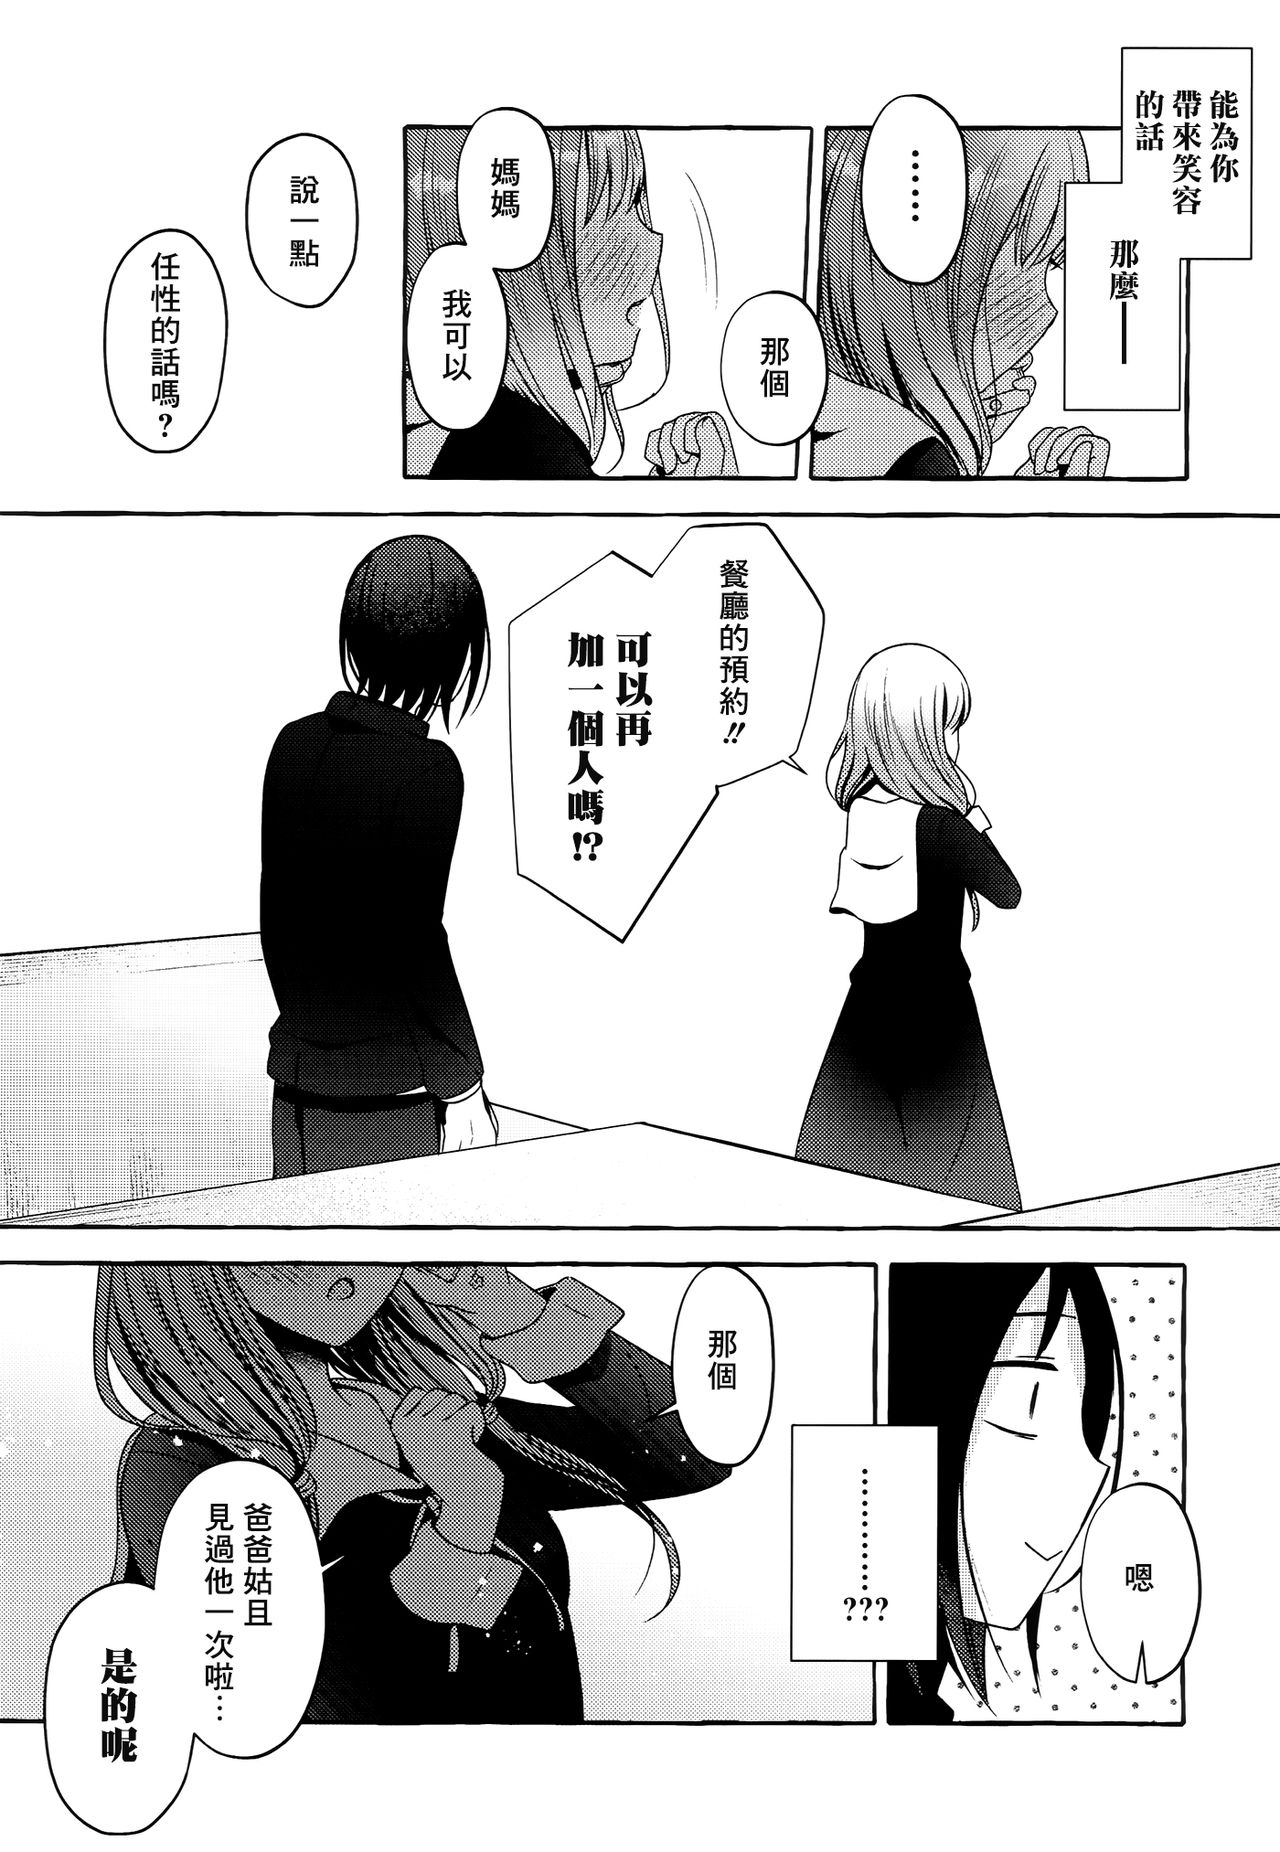 能為你
帶來笑容
的話
那麼——
………
那個
媽媽
我可以
說一點
任性的話嗎?
餐廳的預約!!
可以再
加一個人嗎!?
嗯
…………???
那個
爸爸姑且
見過他一次啦…
是的呢